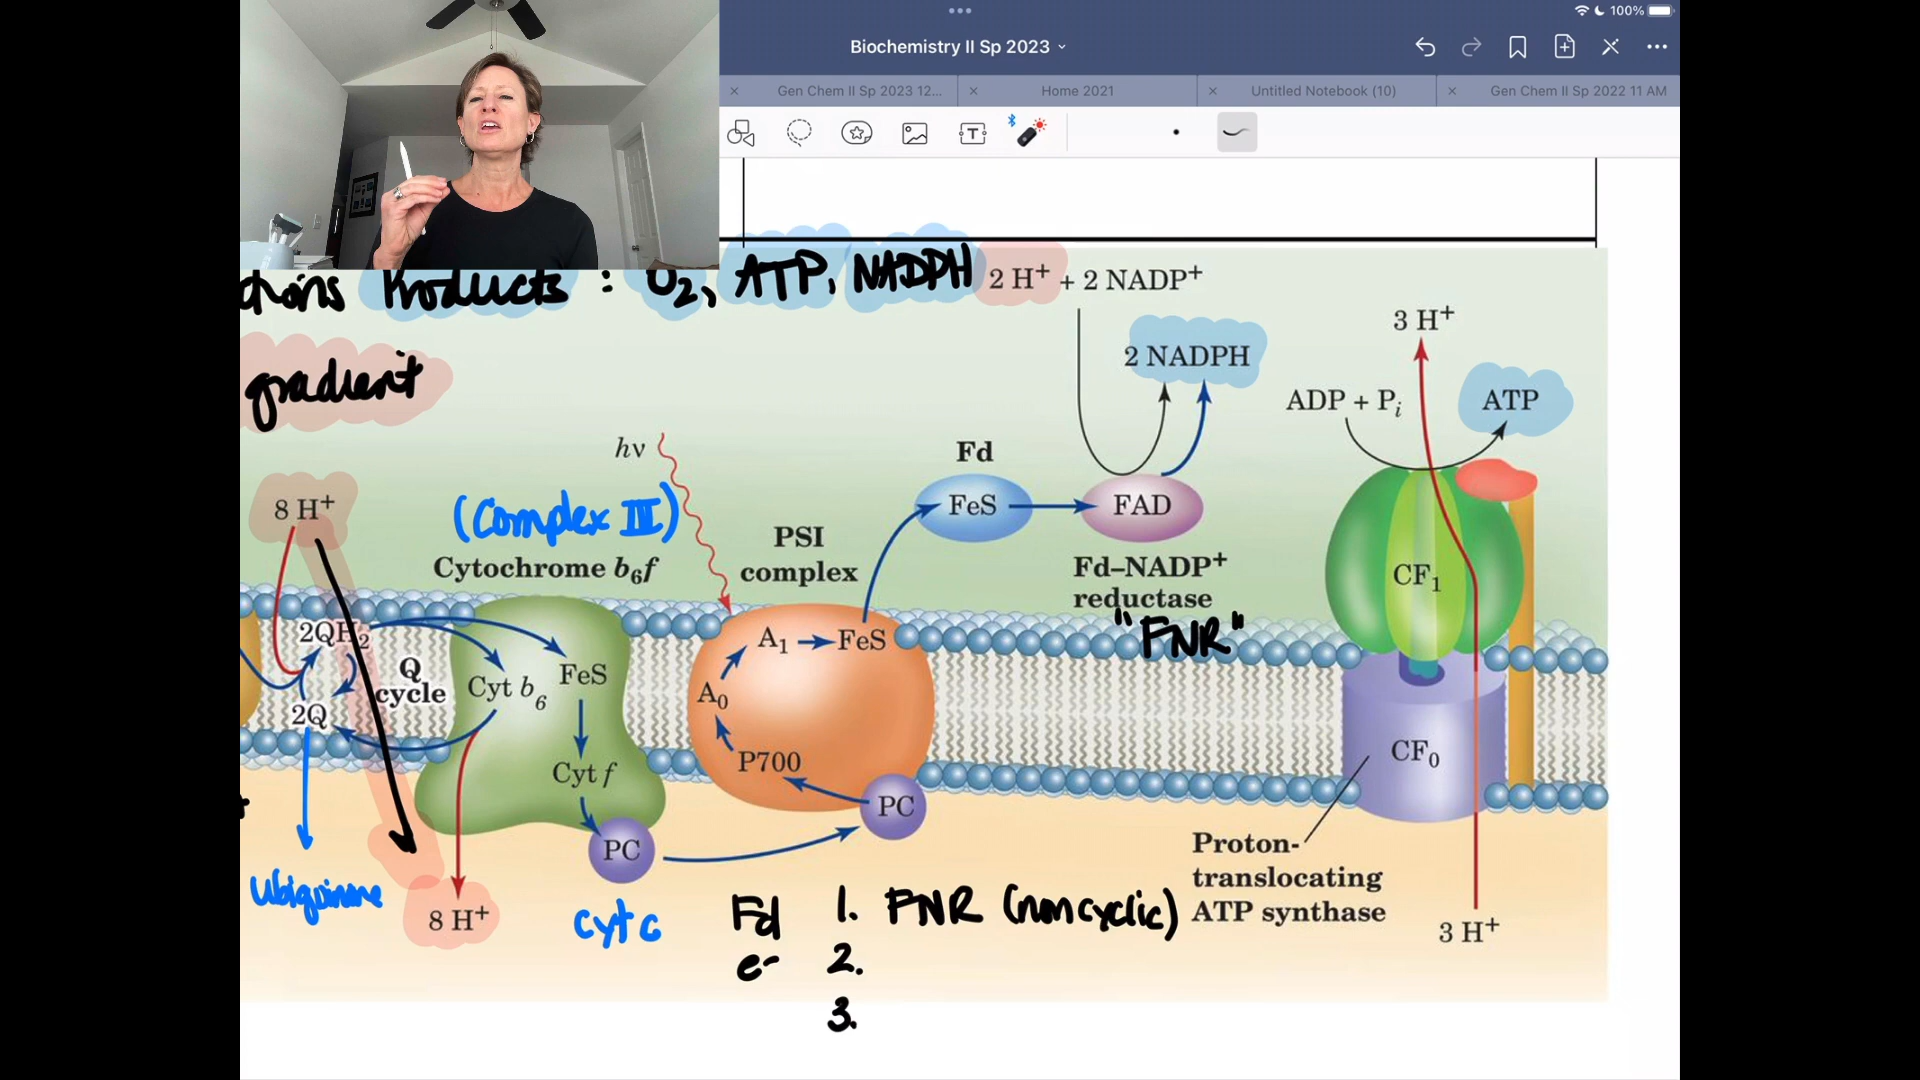 100%
Biochemistry II Sp 2023
Gen Chem II Sp 2023 12...
Home 2021
Untitled Notebook (10)
Gen Chem II Sp 2022 11 AM
T
Products : O2, ATP, NADPH
2 H+ + 2 NADP+
gradient
2 NADPH
3 H+
ADP + Pi
ATP
hν
Fd
8 H+
(Complex III)
FeS
FAD
PSI
complex
Cytochrome b6f
Fd–NADP+
reductase
"FNR"
CF1
2QH2
A1
FeS
Q
cycle
Cyt b6
FeS
A0
2Q
P700
CF0
Cyt f
PC
PC
Proton-
translocating
ATP synthase
Ubiquinone
8 H+
cyt c
3 H+
Fd
e-
1. FNR (noncyclic)
2.
3.